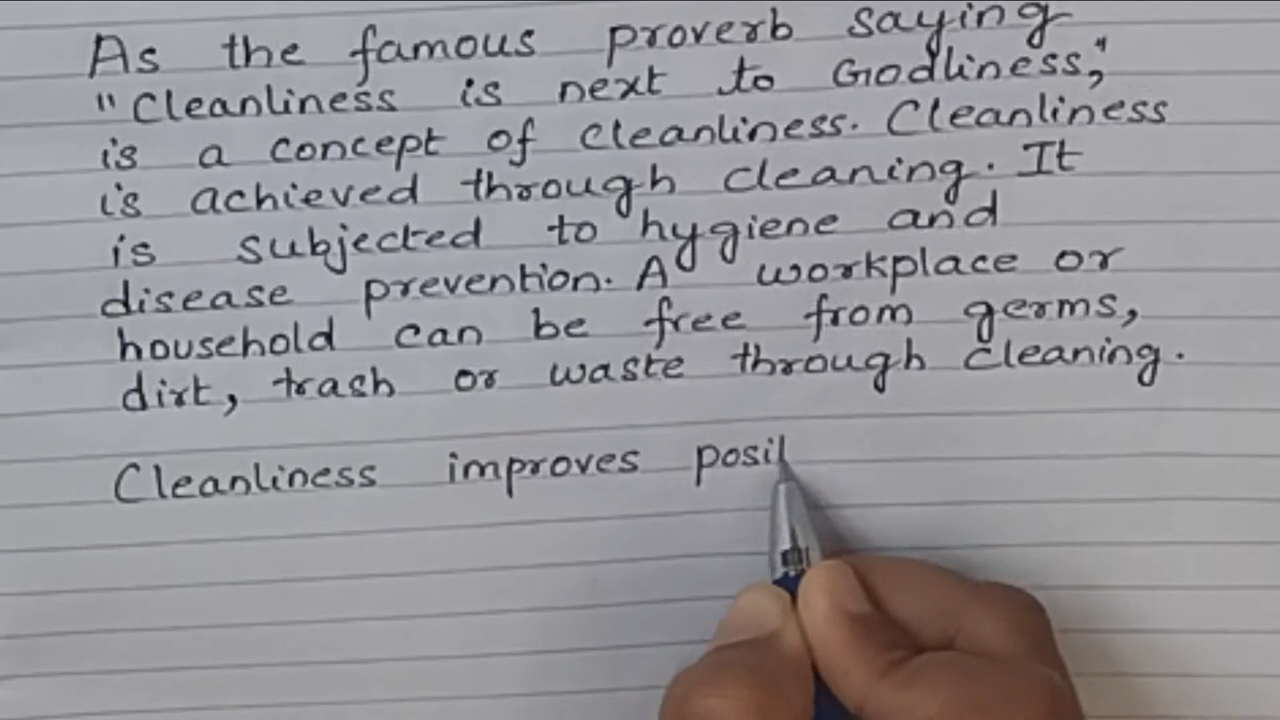 As the famous proverb saying
"Cleanliness is next to Godliness,"
is a concept of cleanliness. Cleanliness
is achieved through cleaning. It
is subjected to hygiene and
disease prevention. A workplace or
household can be free from germs,
dirt, trash or waste through cleaning.
Cleanliness improves